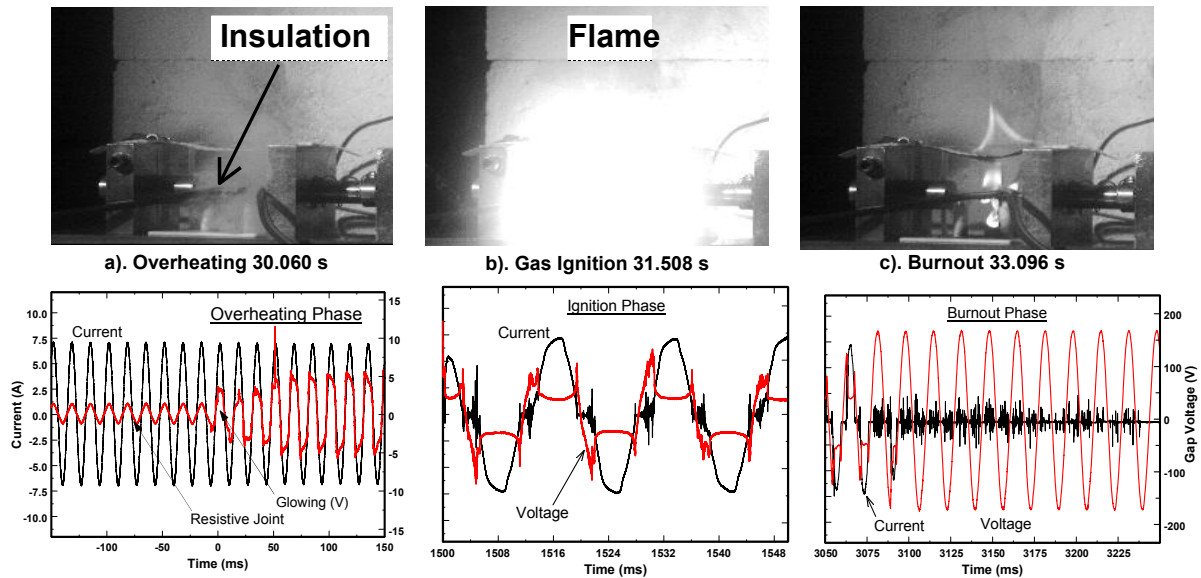 Insulation
Flame
a). Overheating 30.060 s
b). Gas Ignition 31.508 s
c). Burnout 33.096 s
10.0
7.5
5.0
2.5
0.0
-2.5
-5.0
-7.5
-10.0
Current (A)
Current
Overheating Phase
15
10
5
0
-5
-10
-15
Glowing (V)
Resistive Joint
-100
-50
0
50
100
150
Time (ms)
Ignition Phase
Current
Voltage
1500
1508
1516
1524
1532
1540
1548
Time (ms)
Burnout Phase
200
100
0
-100
-200
Gap Voltage (V)
Current
Voltage
3050
3075
3100
3125
3150
3175
3200
3225
Time (ms)